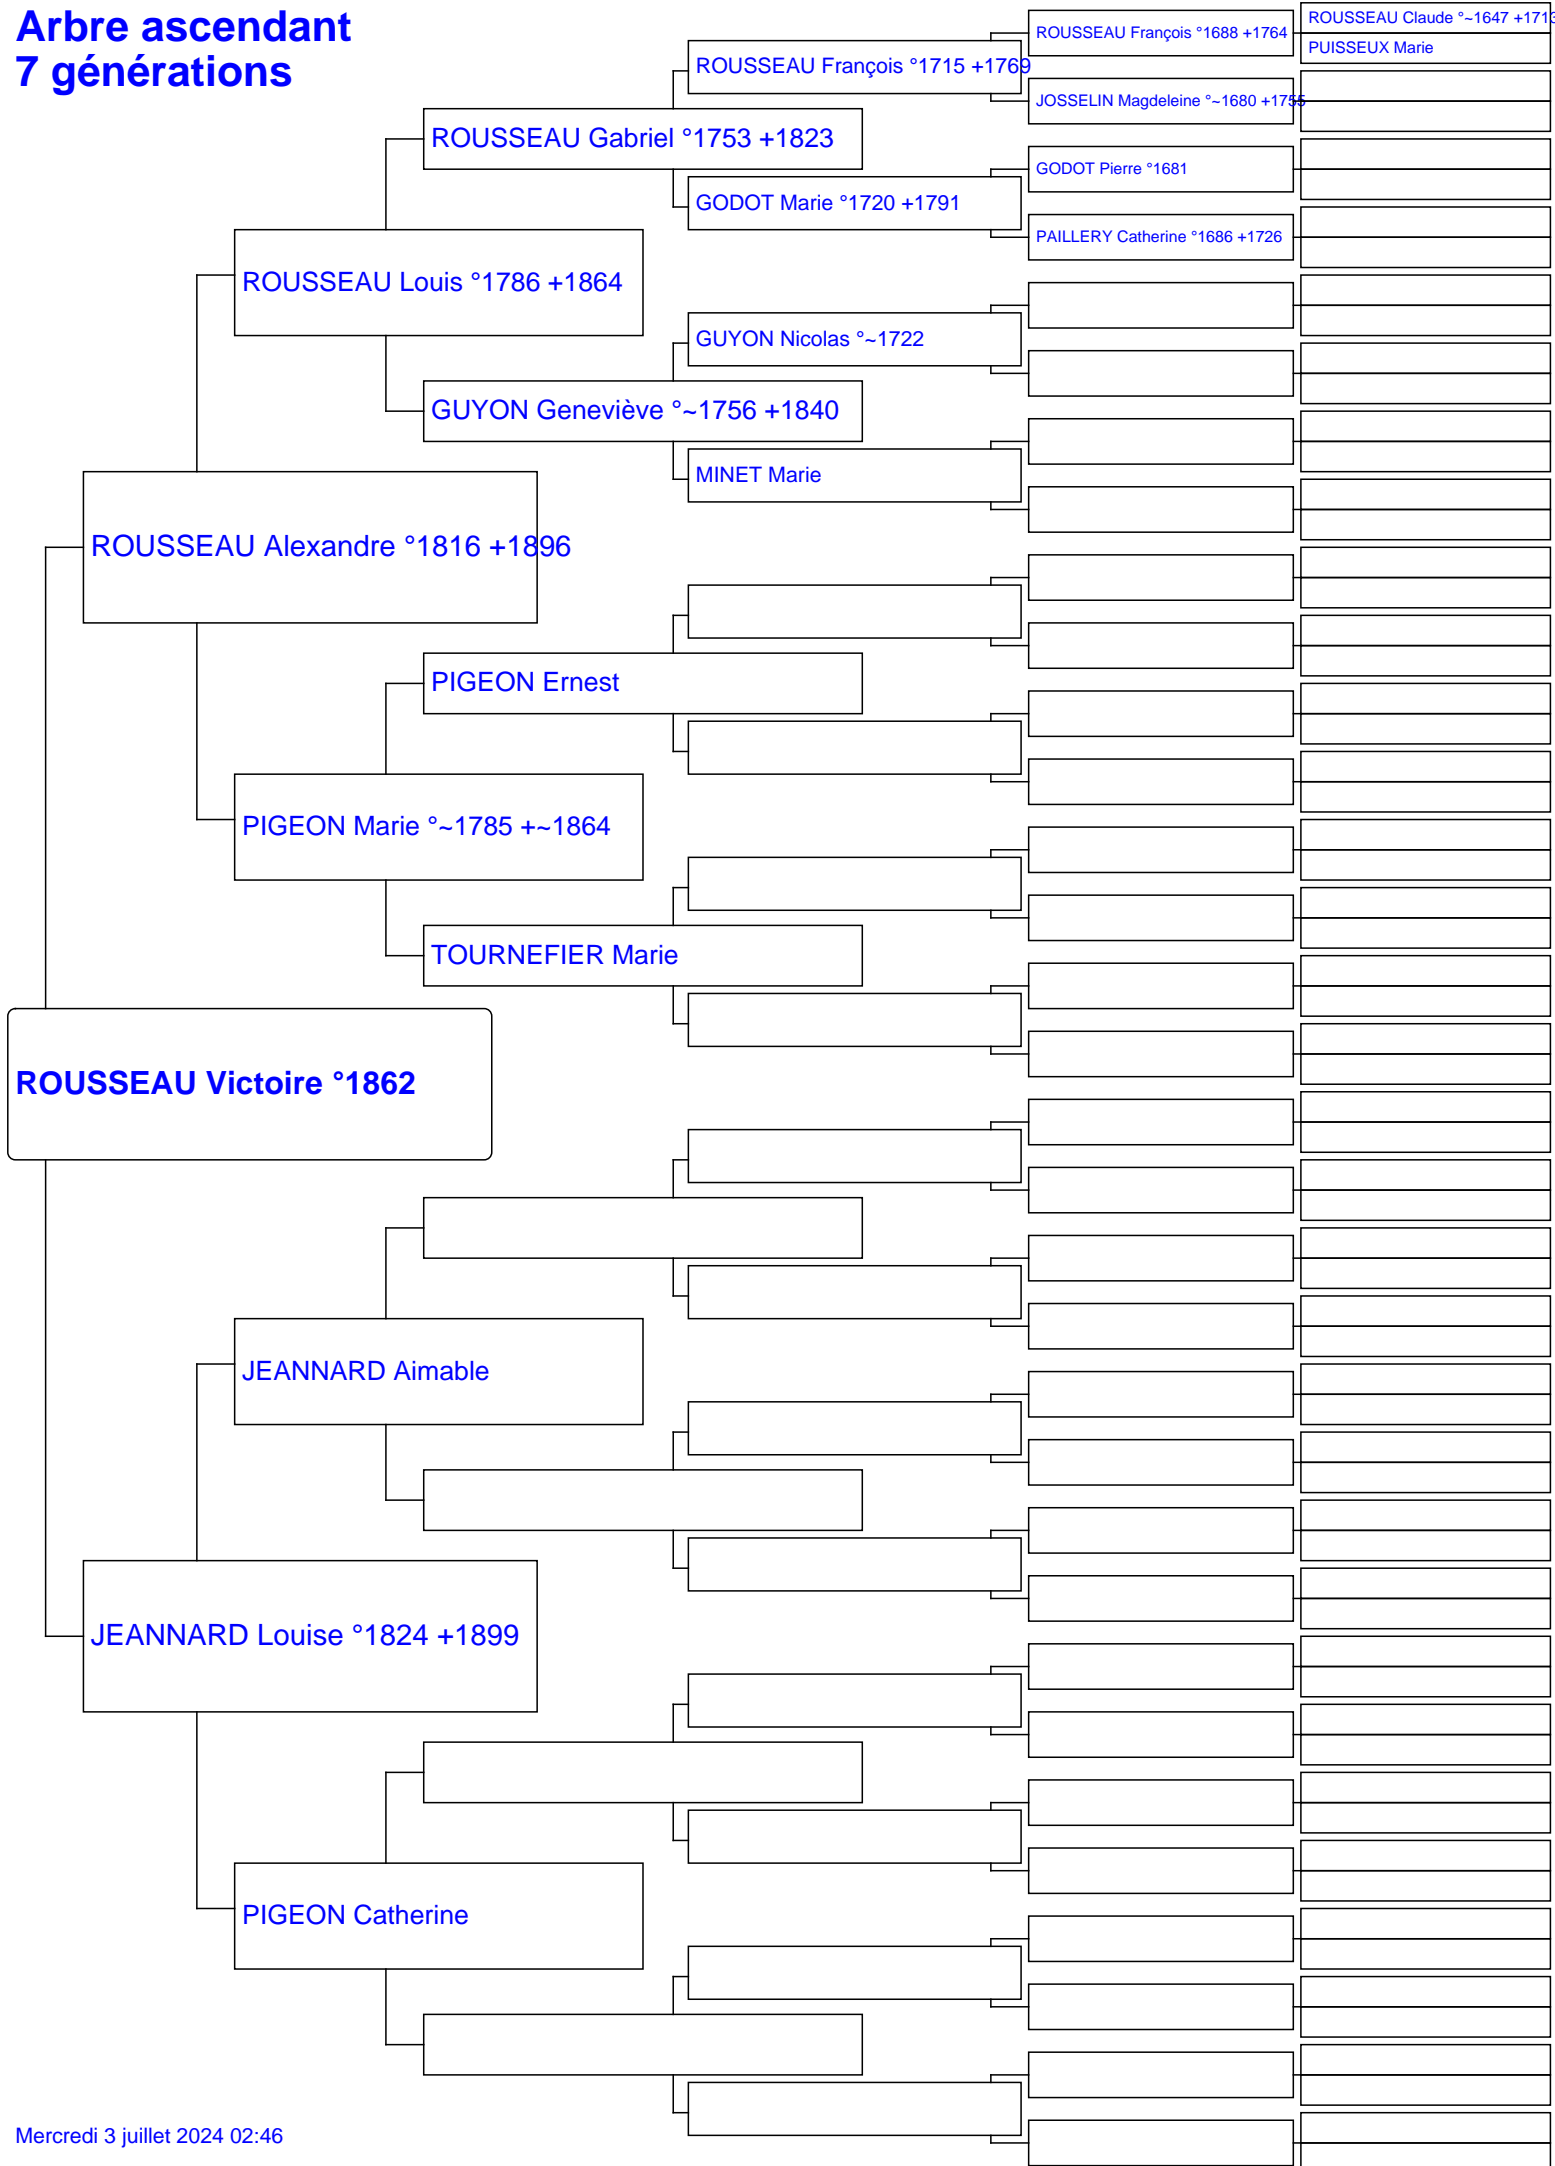 Arbre ascendant
7 générations
ROUSSEAU Claude °~1647 +1713
ROUSSEAU François °1688 +1764
PUISSEUX Marie
ROUSSEAU François °1715 +1769
JOSSELIN Magdeleine °~1680 +1755
ROUSSEAU Gabriel °1753 +1823
GODOT Pierre °1681
GODOT Marie °1720 +1791
PAILLERY Catherine °1686 +1726
ROUSSEAU Louis °1786 +1864
GUYON Nicolas °~1722
GUYON Geneviève °~1756 +1840
MINET Marie
ROUSSEAU Alexandre °1816 +1896
PIGEON Ernest
PIGEON Marie °~1785 +~1864
TOURNEFIER Marie
ROUSSEAU Victoire °1862
JEANNARD Aimable
JEANNARD Louise °1824 +1899
PIGEON Catherine
Mercredi 3 juillet 2024 02:46